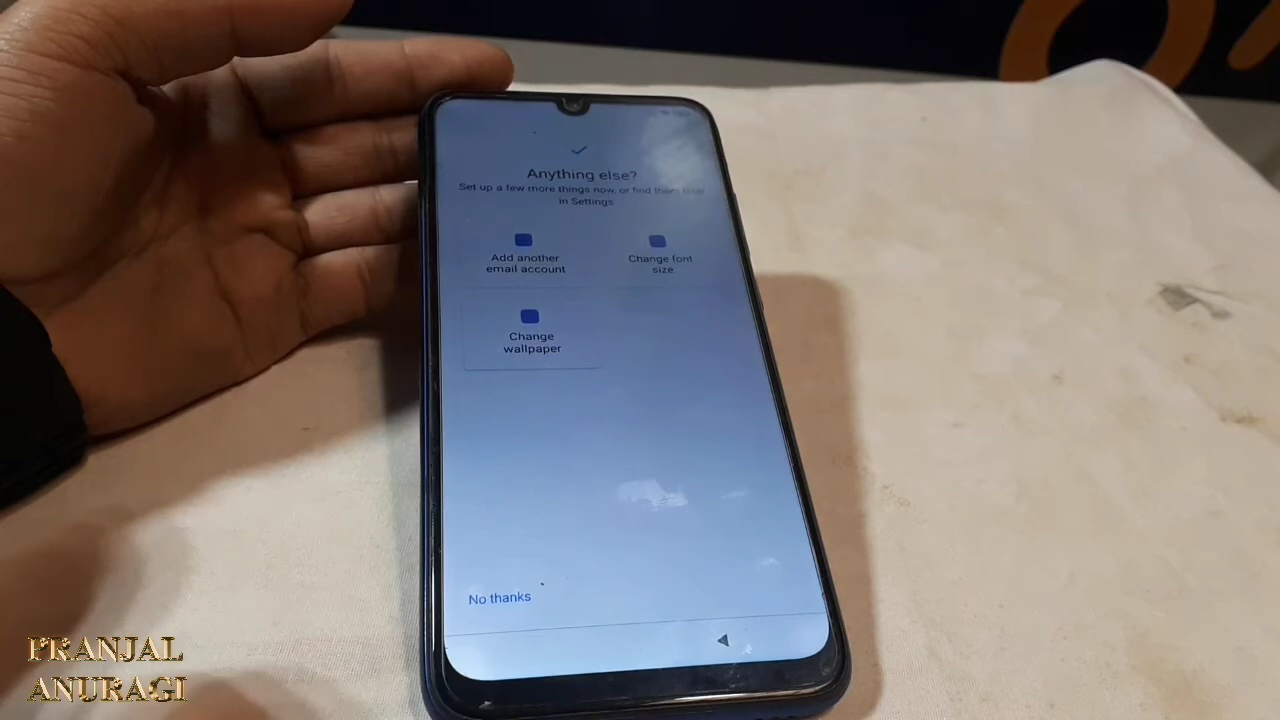 Anything else?
Set up a few more things now, or find them later
in Settings
Add another
email account
Change font
size
Change
wallpaper
No thanks
PRANJAL
ANURAGI